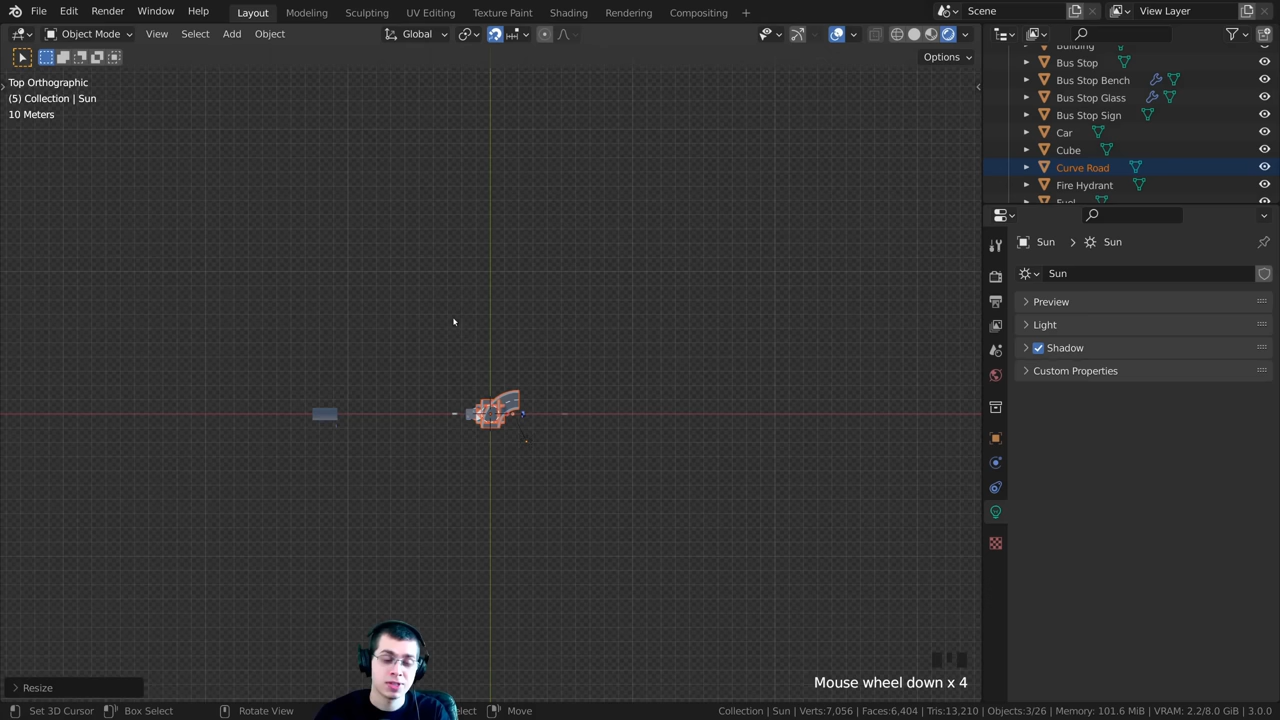 File Edit Render Window Help Layout Modeling Sculpting UV Editing Texture Paint Shading Rendering Compositing + Scene View Layer
Object Mode View Select Add Object Global
Options
Top Orthographic
(5) Collection | Sun
10 Meters
Building
Bus Stop
Bus Stop Bench
Bus Stop Glass
Bus Stop Sign
Car
Cube
Curve Road
Fire Hydrant
Fuel
Sun > Sun
Sun
Preview
Light
Shadow
Custom Properties
Mouse wheel down x 4
Resize
Set 3D Cursor Box Select Rotate View Select Move Collection | Sun Verts:7,056 | Faces:6,404 | Tris:13,210 | Objects:3/26 | Memory: 101.6 MiB | VRAM: 2.2/8.0 GiB | 3.0.0